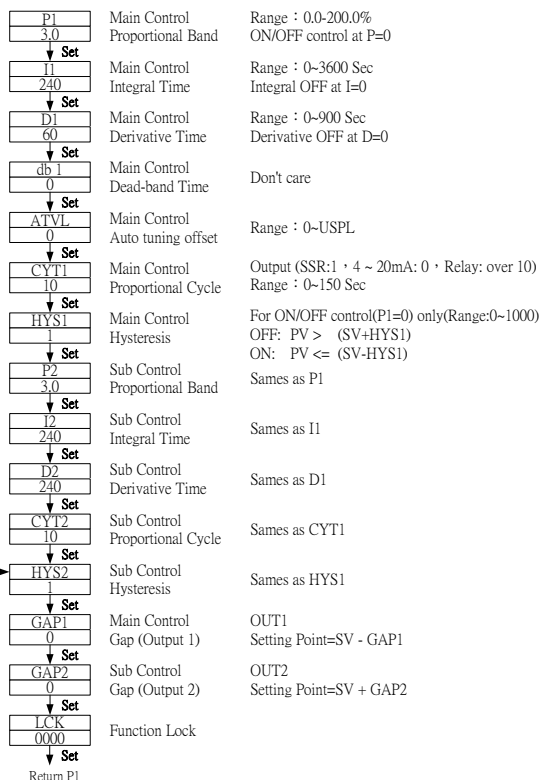 P1 Main Control Range：0.0-200.0%
3.0 Proportional Band ON/OFF control at P=0
Set
I1 Main Control Range：0~3600 Sec
240 Integral Time Integral OFF at I=0
Set
D1 Main Control Range：0~900 Sec
60 Derivative Time Derivative OFF at D=0
Set
db 1 Main Control
0 Dead-band Time Don't care
Set
ATVL Main Control
0 Auto tuning offset Range：0~USPL
Set
CYT1 Main Control Output (SSR:1，4 ~ 20mA: 0，Relay: over 10)
10 Proportional Cycle Range：0~150 Sec
Set
HYS1 Main Control For ON/OFF control(P1=0) only(Range:0~1000)
1 Hysteresis OFF: PV > (SV+HYS1)
Set ON: PV <= (SV-HYS1)
P2 Sub Control
3.0 Proportional Band Sames as P1
Set
I2 Sub Control
240 Integral Time Sames as I1
Set
D2 Sub Control
240 Derivative Time Sames as D1
Set
CYT2 Sub Control
10 Proportional Cycle Sames as CYT1
Set
HYS2 Sub Control
1 Hysteresis Sames as HYS1
Set
GAP1 Main Control OUT1
0 Gap (Output 1) Setting Point=SV - GAP1
Set
GAP2 Sub Control OUT2
0 Gap (Output 2) Setting Point=SV + GAP2
Set
LCK
0000 Function Lock
Set
Return P1